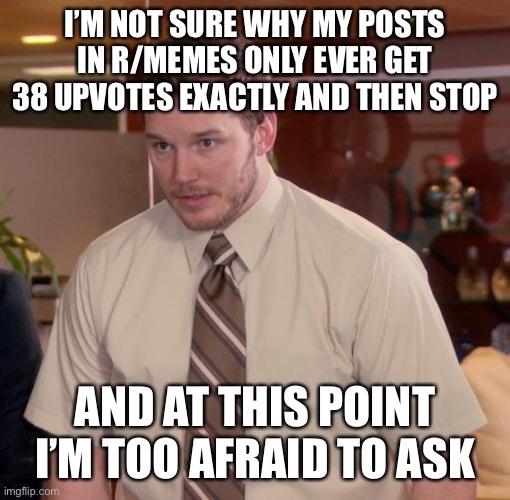 I'M NOT SURE WHY MY POSTS
IN R/MEMES ONLY EVER GET
38 UPVOTES EXACTLY AND THEN STOP
AND AT THIS POINT
I'M TOO AFRAID TO ASK
imgflip.com